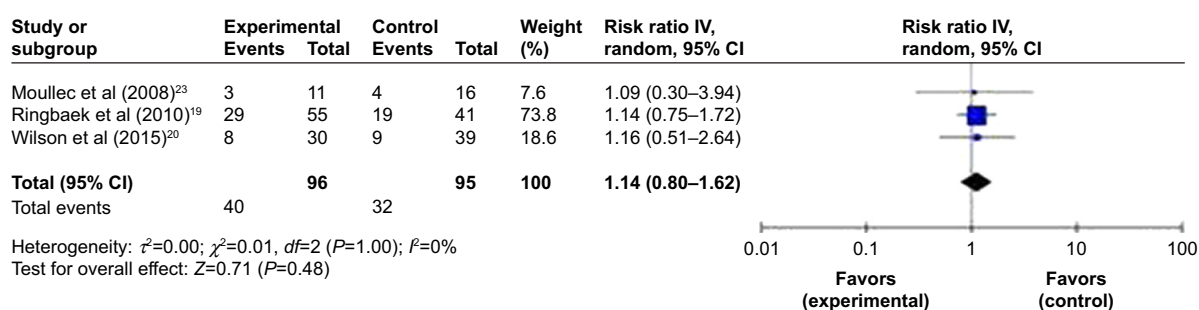 Study or subgroup Experimental Control Weight (%) Risk ratio IV, random, 95% CI Risk ratio IV, random, 95% CI
Events Total Events Total
Moullec et al (2008)²³ 3 11 4 16 7.6 1.09 (0.30–3.94)
Ringbaek et al (2010)¹⁹ 29 55 19 41 73.8 1.14 (0.75–1.72)
Wilson et al (2015)²⁰ 8 30 9 39 18.6 1.16 (0.51–2.64)
Total (95% CI) 96 95 100 1.14 (0.80–1.62)
Total events 40 32
Heterogeneity: τ²=0.00; χ²=0.01, df=2 (P=1.00); I²=0%
Test for overall effect: Z=0.71 (P=0.48)
0.01 0.1 1 10 100
Favors (experimental) Favors (control)